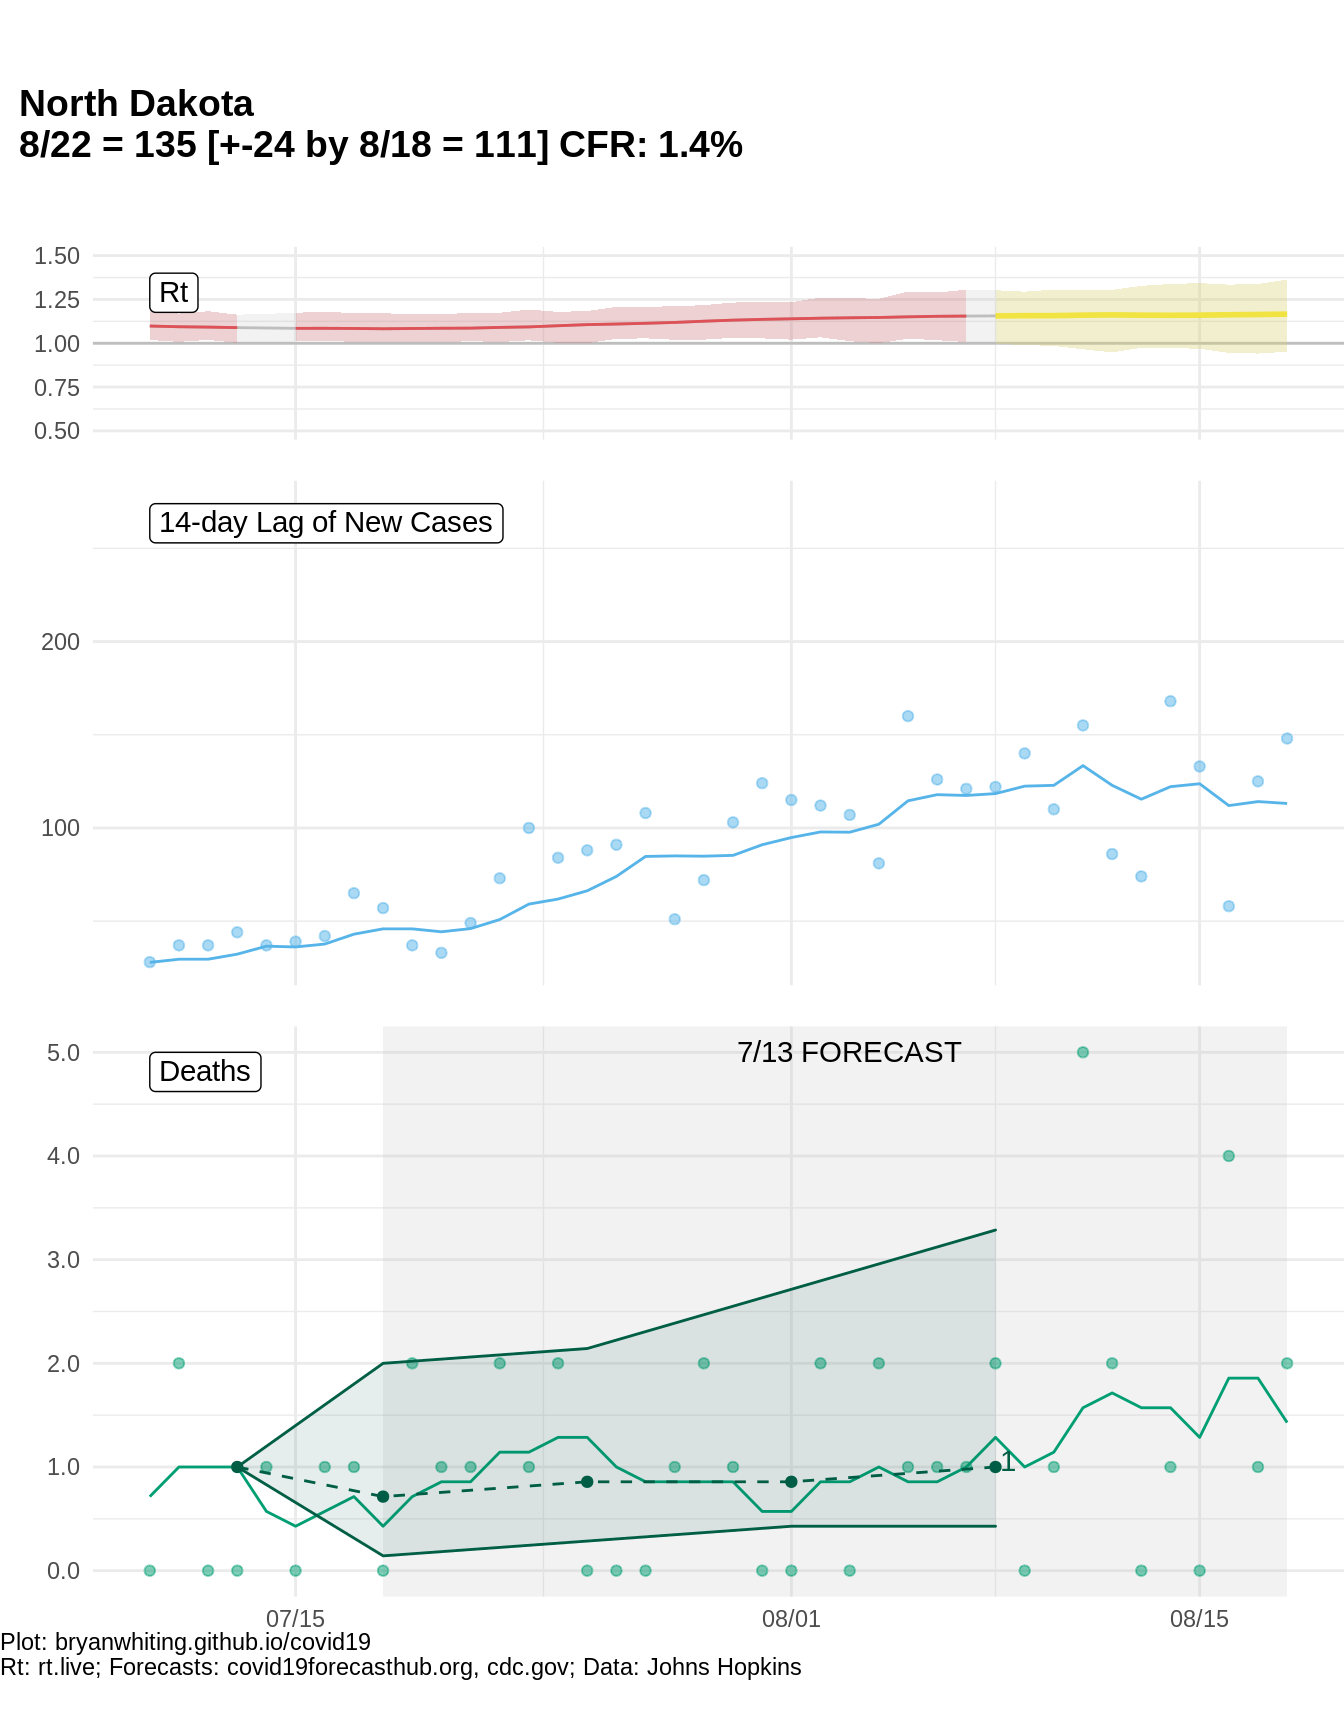 North Dakota
8/22 = 135 [+-24 by 8/18 = 111] CFR: 1.4%
1.50
1.25
1.00
0.75
0.50
Rt
14-day Lag of New Cases
200
100
Deaths
7/13 FORECAST
5.0
4.0
3.0
2.0
1.0
0.0
1
07/15
08/01
08/15
Plot: bryanwhiting.github.io/covid19
Rt: rt.live; Forecasts: covid19forecasthub.org, cdc.gov; Data: Johns Hopkins